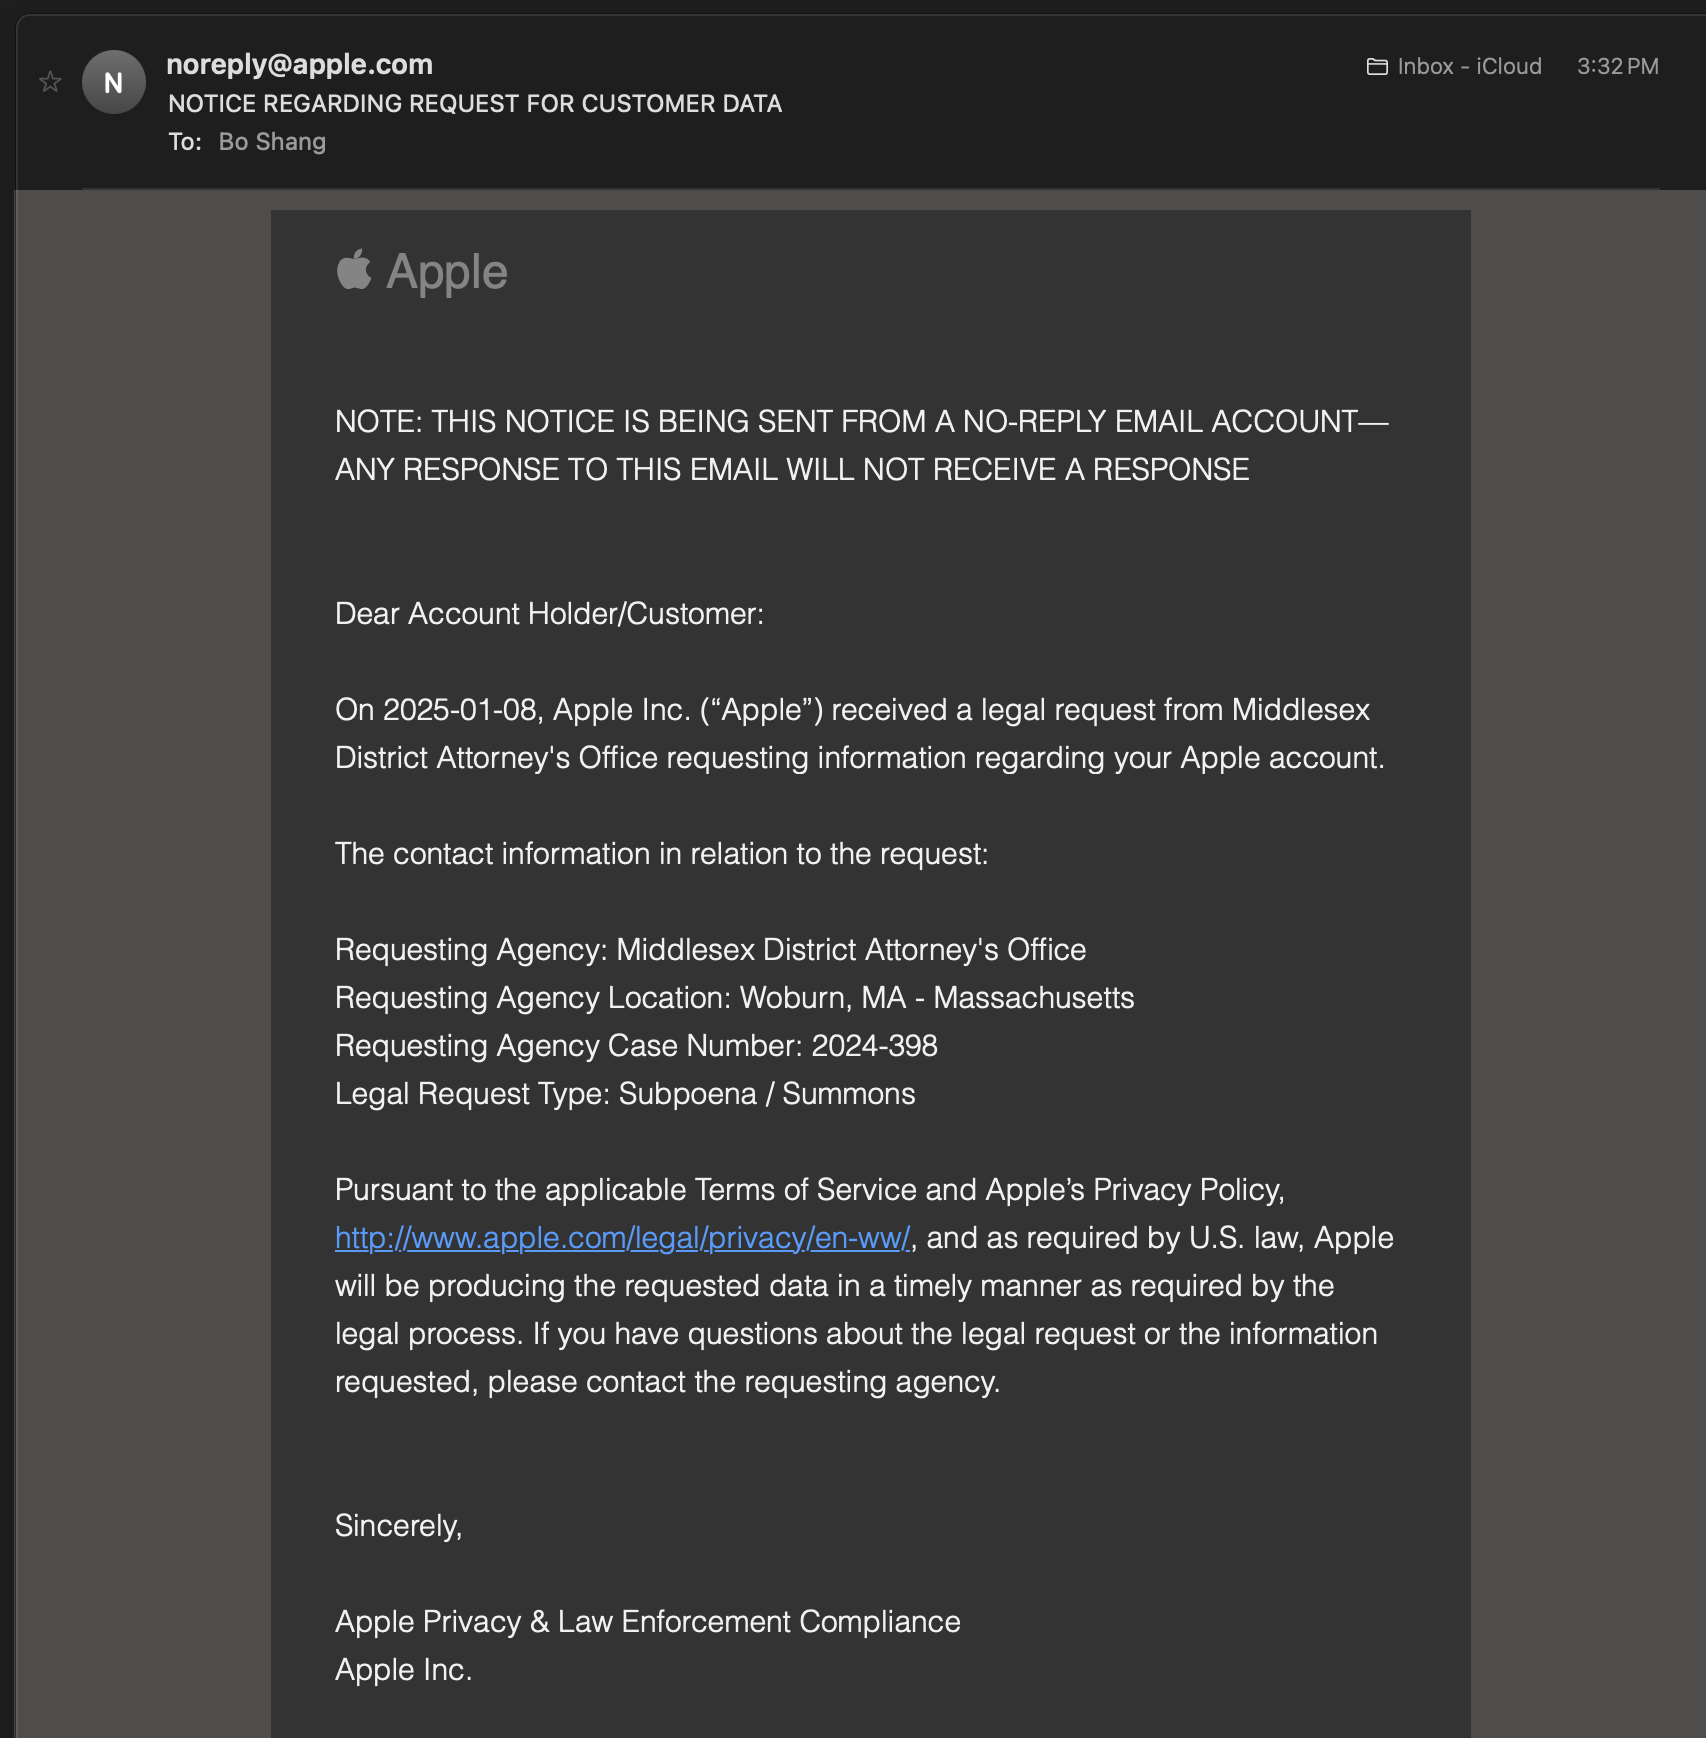 N
noreply@apple.com
Inbox - iCloud
3:32 PM
NOTICE REGARDING REQUEST FOR CUSTOMER DATA
To: Bo Shang
Apple
NOTE: THIS NOTICE IS BEING SENT FROM A NO-REPLY EMAIL ACCOUNT—
ANY RESPONSE TO THIS EMAIL WILL NOT RECEIVE A RESPONSE
Dear Account Holder/Customer:
On 2025-01-08, Apple Inc. (“Apple”) received a legal request from Middlesex
District Attorney's Office requesting information regarding your Apple account.
The contact information in relation to the request:
Requesting Agency: Middlesex District Attorney's Office
Requesting Agency Location: Woburn, MA - Massachusetts
Requesting Agency Case Number: 2024-398
Legal Request Type: Subpoena / Summons
Pursuant to the applicable Terms of Service and Apple’s Privacy Policy,
http://www.apple.com/legal/privacy/en-ww/, and as required by U.S. law, Apple
will be producing the requested data in a timely manner as required by the
legal process. If you have questions about the legal request or the information
requested, please contact the requesting agency.
Sincerely,
Apple Privacy & Law Enforcement Compliance
Apple Inc.